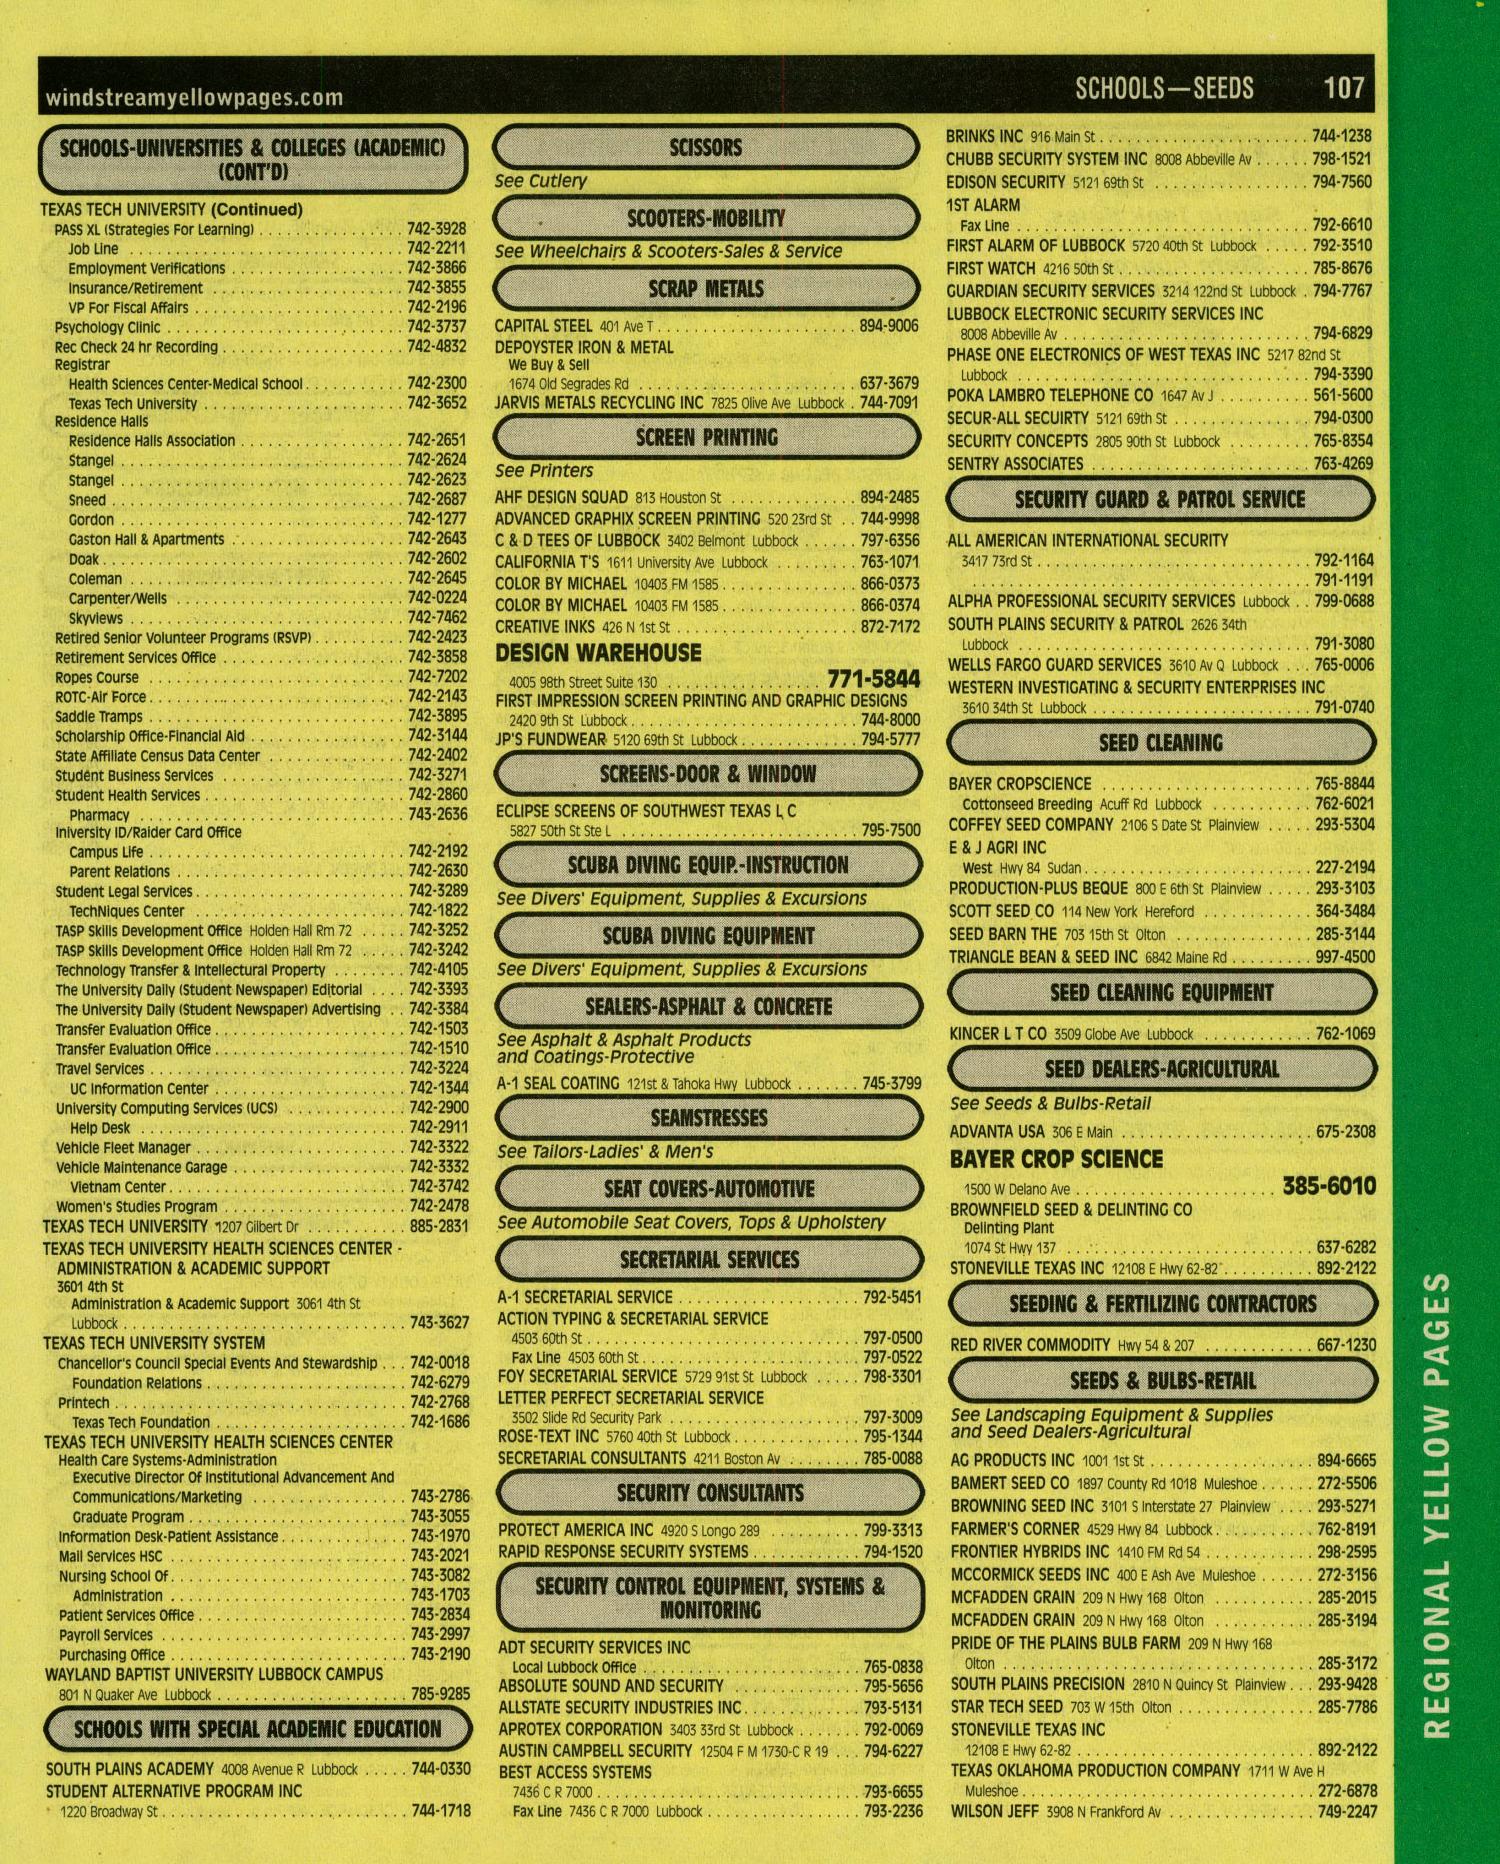 windstreamyellowpages.com
SCHOOLS—SEEDS 107
SCHOOLS-UNIVERSITIES & COLLEGES (ACADEMIC)
(CONT'D)
TEXAS TECH UNIVERSITY (Continued)
PASS XL (Strategies For Learning) 742-3928
Job Line 742-2211
Employment Verifications 742-3866
Insurance/Retirement 742-3855
VP For Fiscal Affairs 742-2196
Psychology Clinic 742-3737
Rec Check 24 hr Recording 742-4832
Registrar
Health Sciences Center-Medical School 742-2300
Texas Tech University 742-3652
Residence Halls
Residence Halls Association 742-2651
Stangel 742-2624
Stangel 742-2623
Sneed 742-2687
Gordon 742-1277
Gaston Hall & Apartments 742-2643
Doak 742-2602
Coleman 742-2645
Carpenter/Wells 742-0224
Skyviews 742-7462
Retired Senior Volunteer Programs (RSVP) 742-2423
Retirement Services Office 742-3858
Ropes Course 742-7202
ROTC-Air Force 742-2143
Saddle Tramps 742-3895
Scholarship Office-Financial Aid 742-3144
State Affiliate Census Data Center 742-2402
Student Business Services 742-3271
Student Health Services 742-2860
Pharmacy 743-2636
Iniversity ID/Raider Card Office
Campus Life 742-2192
Parent Relations 742-2630
Student Legal Services 742-3289
TechNiques Center 742-1822
TASP Skills Development Office Holden Hall Rm 72 742-3252
TASP Skills Development Office Holden Hall Rm 72 742-3242
Technology Transfer & Intellectural Property 742-4105
The University Daily (Student Newspaper) Editorial 742-3393
The University Daily (Student Newspaper) Advertising 742-3384
Transfer Evaluation Office 742-1503
Transfer Evaluation Office 742-1510
Travel Services 742-3224
UC Information Center 742-1344
University Computing Services (UCS) 742-2900
Help Desk 742-2911
Vehicle Fleet Manager 742-3322
Vehicle Maintenance Garage 742-3332
Vietnam Center 742-3742
Women's Studies Program 742-2478
TEXAS TECH UNIVERSITY 1207 Gilbert Dr 885-2831
TEXAS TECH UNIVERSITY HEALTH SCIENCES CENTER -
ADMINISTRATION & ACADEMIC SUPPORT
3601 4th St
Administration & Academic Support 3061 4th St
Lubbock 743-3627
TEXAS TECH UNIVERSITY SYSTEM
Chancellor's Council Special Events And Stewardship 742-0018
Foundation Relations 742-6279
Printech 742-2768
Texas Tech Foundation 742-1686
TEXAS TECH UNIVERSITY HEALTH SCIENCES CENTER
Health Care Systems-Administration
Executive Director Of Institutional Advancement And
Communications/Marketing 743-2786
Graduate Program 743-3055
Information Desk-Patient Assistance 743-1970
Mail Services HSC 743-2021
Nursing School Of 743-3082
Administration 743-1703
Patient Services Office 743-2834
Payroll Services 743-2997
Purchasing Office 743-2190
WAYLAND BAPTIST UNIVERSITY LUBBOCK CAMPUS
801 N Quaker Ave Lubbock 785-9285
SCHOOLS WITH SPECIAL ACADEMIC EDUCATION
SOUTH PLAINS ACADEMY 4008 Avenue R Lubbock 744-0330
STUDENT ALTERNATIVE PROGRAM INC
1220 Broadway St 744-1718
SCISSORS
See Cutlery
SCOOTERS-MOBILITY
See Wheelchairs & Scooters-Sales & Service
SCRAP METALS
CAPITAL STEEL 401 Ave T 894-9006
DEPOYSTER IRON & METAL
We Buy & Sell
1674 Old Segrades Rd 637-3679
JARVIS METALS RECYCLING INC 7825 Olive Ave Lubbock 744-7091
SCREEN PRINTING
See Printers
AHF DESIGN SQUAD 813 Houston St 894-2485
ADVANCED GRAPHIX SCREEN PRINTING 520 23rd St 744-9998
C & D TEES OF LUBBOCK 3402 Belmont Lubbock 797-6356
CALIFORNIA T'S 1611 University Ave Lubbock 763-1071
COLOR BY MICHAEL 10403 FM 1585 866-0373
COLOR BY MICHAEL 10403 FM 1585 866-0374
CREATIVE INKS 426 N 1st St 872-7172
DESIGN WAREHOUSE
4005 98th Street Suite 130 771-5844
FIRST IMPRESSION SCREEN PRINTING AND GRAPHIC DESIGNS
2420 9th St Lubbock 744-8000
JP'S FUNDWEAR 5120 69th St Lubbock 794-5777
SCREENS-DOOR & WINDOW
ECLIPSE SCREENS OF SOUTHWEST TEXAS L C
5827 50th St Ste L 795-7500
SCUBA DIVING EQUIP.-INSTRUCTION
See Divers' Equipment, Supplies & Excursions
SCUBA DIVING EQUIPMENT
See Divers' Equipment, Supplies & Excursions
SEALERS-ASPHALT & CONCRETE
See Asphalt & Asphalt Products
and Coatings-Protective
A-1 SEAL COATING 121st & Tahoka Hwy Lubbock 745-3799
SEAMSTRESSES
See Tailors-Ladies' & Men's
SEAT COVERS-AUTOMOTIVE
See Automobile Seat Covers, Tops & Upholstery
SECRETARIAL SERVICES
A-1 SECRETARIAL SERVICE 792-5451
ACTION TYPING & SECRETARIAL SERVICE
4503 60th St 797-0500
Fax Line 4503 60th St 797-0522
FOY SECRETARIAL SERVICE 5729 91st St Lubbock 798-3301
LETTER PERFECT SECRETARIAL SERVICE
3502 Slide Rd Security Park 797-3009
ROSE-TEXT INC 5760 40th St Lubbock 795-1344
SECRETARIAL CONSULTANTS 4211 Boston Av 785-0088
SECURITY CONSULTANTS
PROTECT AMERICA INC 4920 S Longo 289 799-3313
RAPID RESPONSE SECURITY SYSTEMS 794-1520
SECURITY CONTROL EQUIPMENT, SYSTEMS &
MONITORING
ADT SECURITY SERVICES INC
Local Lubbock Office 765-0838
ABSOLUTE SOUND AND SECURITY 795-5656
ALLSTATE SECURITY INDUSTRIES INC 793-5131
APROTEX CORPORATION 3403 33rd St Lubbock 792-0069
AUSTIN CAMPBELL SECURITY 12504 F M 1730-C R 19 794-6227
BEST ACCESS SYSTEMS
7436 C R 7000 793-6655
Fax Line 7436 C R 7000 Lubbock 793-2236
BRINKS INC 916 Main St 744-1238
CHUBB SECURITY SYSTEM INC 8008 Abbeville Av 798-1521
EDISON SECURITY 5121 69th St 794-7560
1ST ALARM
Fax Line 792-6610
FIRST ALARM OF LUBBOCK 5720 40th St Lubbock 792-3510
FIRST WATCH 4216 50th St 785-8676
GUARDIAN SECURITY SERVICES 3214 122nd St Lubbock 794-7767
LUBBOCK ELECTRONIC SECURITY SERVICES INC
8008 Abbeville Av 794-6829
PHASE ONE ELECTRONICS OF WEST TEXAS INC 5217 82nd St
Lubbock 794-3390
POKA LAMBRO TELEPHONE CO 1647 Av J 561-5600
SECUR-ALL SECUIRTY 5121 69th St 794-0300
SECURITY CONCEPTS 2805 90th St Lubbock 765-8354
SENTRY ASSOCIATES 763-4269
SECURITY GUARD & PATROL SERVICE
ALL AMERICAN INTERNATIONAL SECURITY
3417 73rd St 792-1164
791-1191
ALPHA PROFESSIONAL SECURITY SERVICES Lubbock 799-0688
SOUTH PLAINS SECURITY & PATROL 2626 34th
Lubbock 791-3080
WELLS FARGO GUARD SERVICES 3610 Av Q Lubbock 765-0006
WESTERN INVESTIGATING & SECURITY ENTERPRISES INC
3610 34th St Lubbock 791-0740
SEED CLEANING
BAYER CROPSCIENCE 765-8844
Cottonseed Breeding Acuff Rd Lubbock 762-6021
COFFEY SEED COMPANY 2106 S Date St Plainview 293-5304
E & J AGRI INC
West Hwy 84 Sudan 227-2194
PRODUCTION-PLUS BEQUE 800 E 6th St Plainview 293-3103
SCOTT SEED CO 114 New York Hereford 364-3484
SEED BARN THE 703 15th St Olton 285-3144
TRIANGLE BEAN & SEED INC 6842 Maine Rd 997-4500
SEED CLEANING EQUIPMENT
KINCER L T CO 3509 Globe Ave Lubbock 762-1069
SEED DEALERS-AGRICULTURAL
See Seeds & Bulbs-Retail
ADVANTA USA 306 E Main 675-2308
BAYER CROP SCIENCE
1500 W Delano Ave 385-6010
BROWNFIELD SEED & DELINTING CO
Delinting Plant
1074 St Hwy 137 637-6282
STONEVILLE TEXAS INC 12108 E Hwy 62-82 892-2122
SEEDING & FERTILIZING CONTRACTORS
RED RIVER COMMODITY Hwy 54 & 207 667-1230
SEEDS & BULBS-RETAIL
See Landscaping Equipment & Supplies
and Seed Dealers-Agricultural
AG PRODUCTS INC 1001 1st St 894-6665
BAMERT SEED CO 1897 County Rd 1018 Muleshoe 272-5506
BROWNING SEED INC 3101 S Interstate 27 Plainview 293-5271
FARMER'S CORNER 4529 Hwy 84 Lubbock 762-8191
FRONTIER HYBRIDS INC 1410 FM Rd 54 298-2595
MCCORMICK SEEDS INC 400 E Ash Ave Muleshoe 272-3156
MCFADDEN GRAIN 209 N Hwy 168 Olton 285-2015
MCFADDEN GRAIN 209 N Hwy 168 Olton 285-3194
PRIDE OF THE PLAINS BULB FARM 209 N Hwy 168
Olton 285-3172
SOUTH PLAINS PRECISION 2810 N Quincy St Plainview 293-9428
STAR TECH SEED 703 W 15th Olton 285-7786
STONEVILLE TEXAS INC
12108 E Hwy 62-82 892-2122
TEXAS OKLAHOMA PRODUCTION COMPANY 1711 W Ave H
Muleshoe 272-6878
WILSON JEFF 3908 N Frankford Av 749-2247
REGIONAL YELLOW PAGES